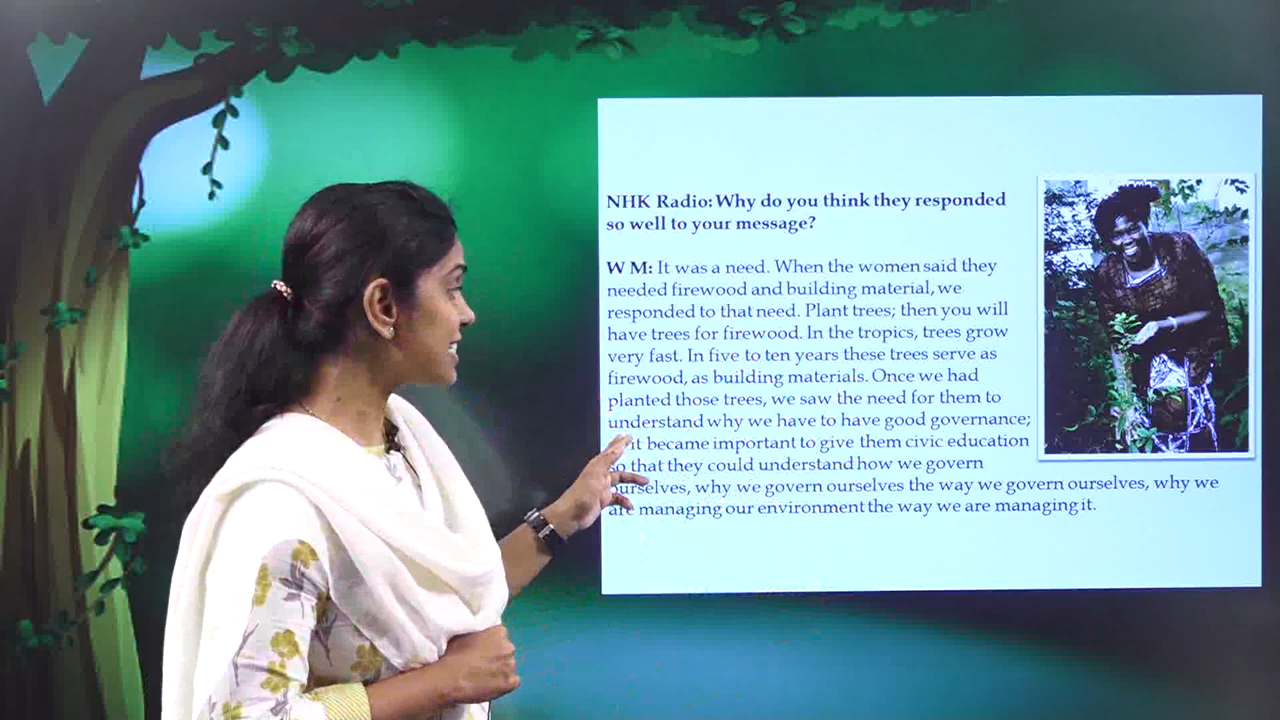 NHK Radio: Why do you think they responded
so well to your message?
W M: It was a need. When the women said they
needed firewood and building material, we
responded to that need. Plant trees; then you will
have trees for firewood. In the tropics, trees grow
very fast. In five to ten years these trees serve as
firewood, as building materials. Once we had
planted those trees, we saw the need for them to
understand why we have to have good governance;
it became important to give them civic education
so that they could understand how we govern
ourselves, why we govern ourselves the way we govern ourselves, why we
are managing our environment the way we are managing it.